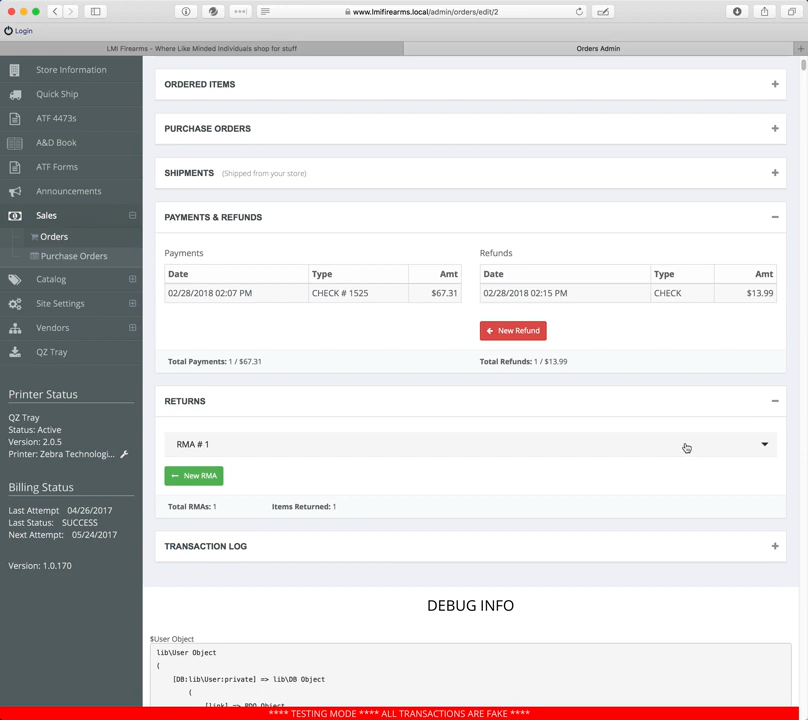 www.lmifirearms.local/admin/orders/edit/2
Login
LMI Firearms - Where Like Minded Individuals shop for stuff
Orders Admin
Store Information
Quick Ship
ATF 4473s
A&D Book
ATF Forms
Announcements
Sales
Orders
Purchase Orders
Catalog
Site Settings
Vendors
QZ Tray
Printer Status
QZ Tray
Status: Active
Version: 2.0.5
Printer: Zebra Technologi...
Billing Status
Last Attempt 04/26/2017
Last Status: SUCCESS
Next Attempt: 05/24/2017
Version: 1.0.170
ORDERED ITEMS
PURCHASE ORDERS
SHIPMENTS (Shipped from your store)
PAYMENTS & REFUNDS
Payments
Date Type Amt
02/28/2018 02:07 PM CHECK # 1525 $67.31
Total Payments: 1 / $67.31
Refunds
Date Type Amt
02/28/2018 02:15 PM CHECK $13.99
New Refund
Total Refunds: 1 / $13.99
RETURNS
RMA # 1
New RMA
Total RMAs: 1 Items Returned: 1
TRANSACTION LOG
DEBUG INFO
$User Object
lib\User Object
(
[DB:lib\User:private] => lib\DB Object
(
[link] => PDO Object
**** TESTING MODE **** ALL TRANSACTIONS ARE FAKE ****